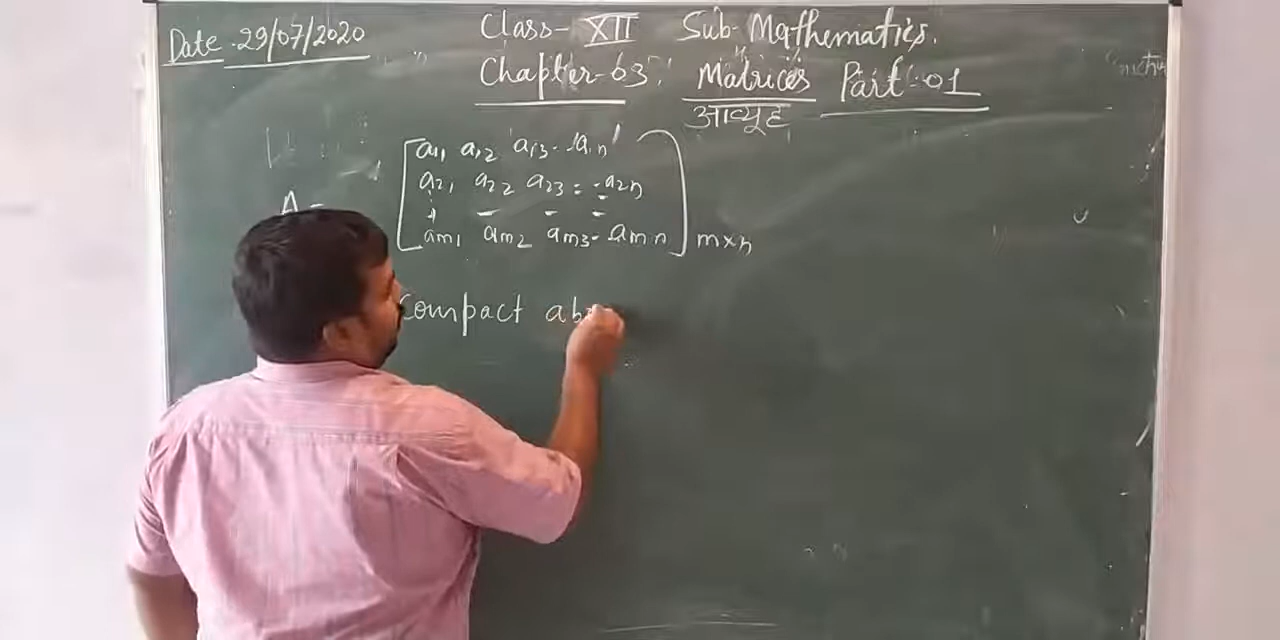 Date 29/07/2020
Class- XII Sub- Mathematics.
Chapter-03: Matrices Part-01
आव्यूह
a11 a12 a13 - - a1n
a21 a22 a23 = - a2n
A =
am1 am2 am3 - amn m×n
Compact ab